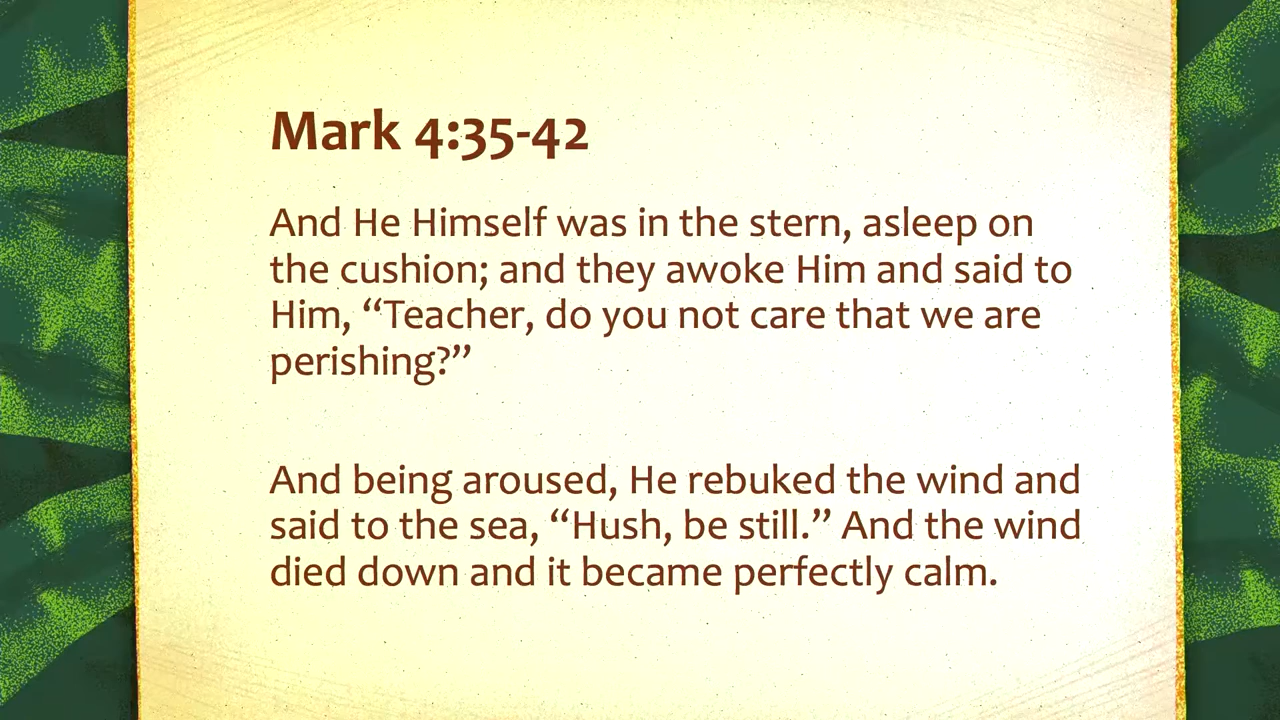 Mark 4:35-42
And He Himself was in the stern, asleep on
the cushion; and they awoke Him and said to
Him, “Teacher, do you not care that we are
perishing?”
And being aroused, He rebuked the wind and
said to the sea, “Hush, be still.” And the wind
died down and it became perfectly calm.